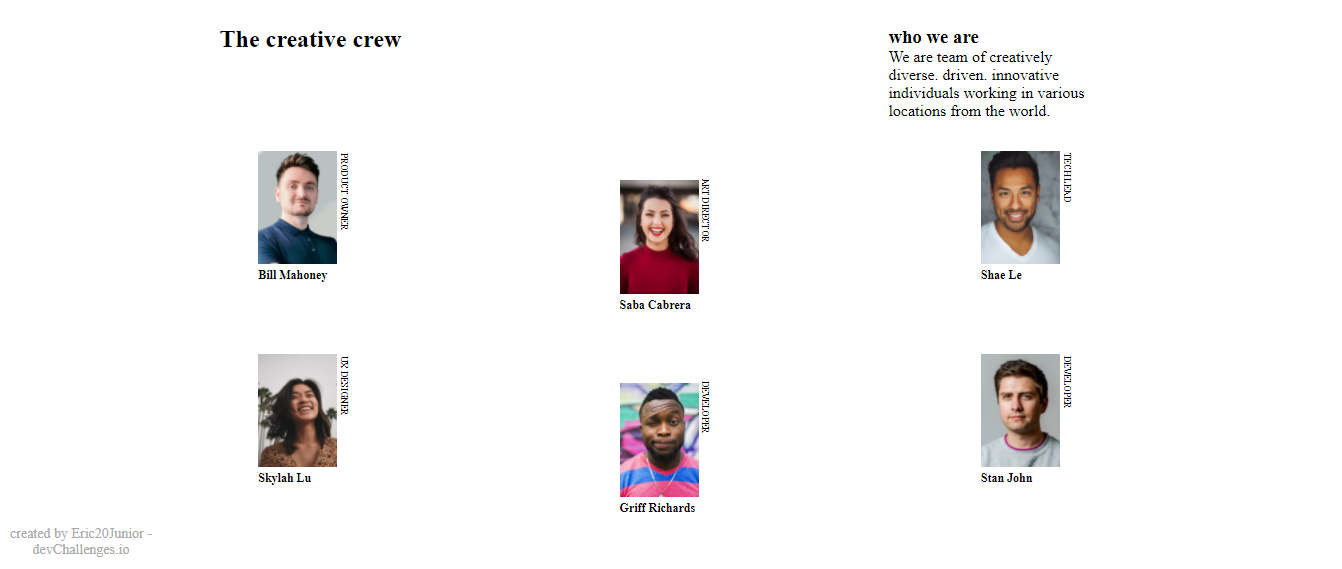 The creative crew
who we are
We are team of creatively
diverse. driven. innovative
individuals working in various
locations from the world.
PRODUCT OWNER
Bill Mahoney
ART DIRECTOR
Saba Cabrera
TECH LEAD
Shae Le
UX DESIGNER
Skylah Lu
DEVELOPER
Griff Richards
DEVELOPER
Stan John
created by Eric20Junior -
devChallenges.io